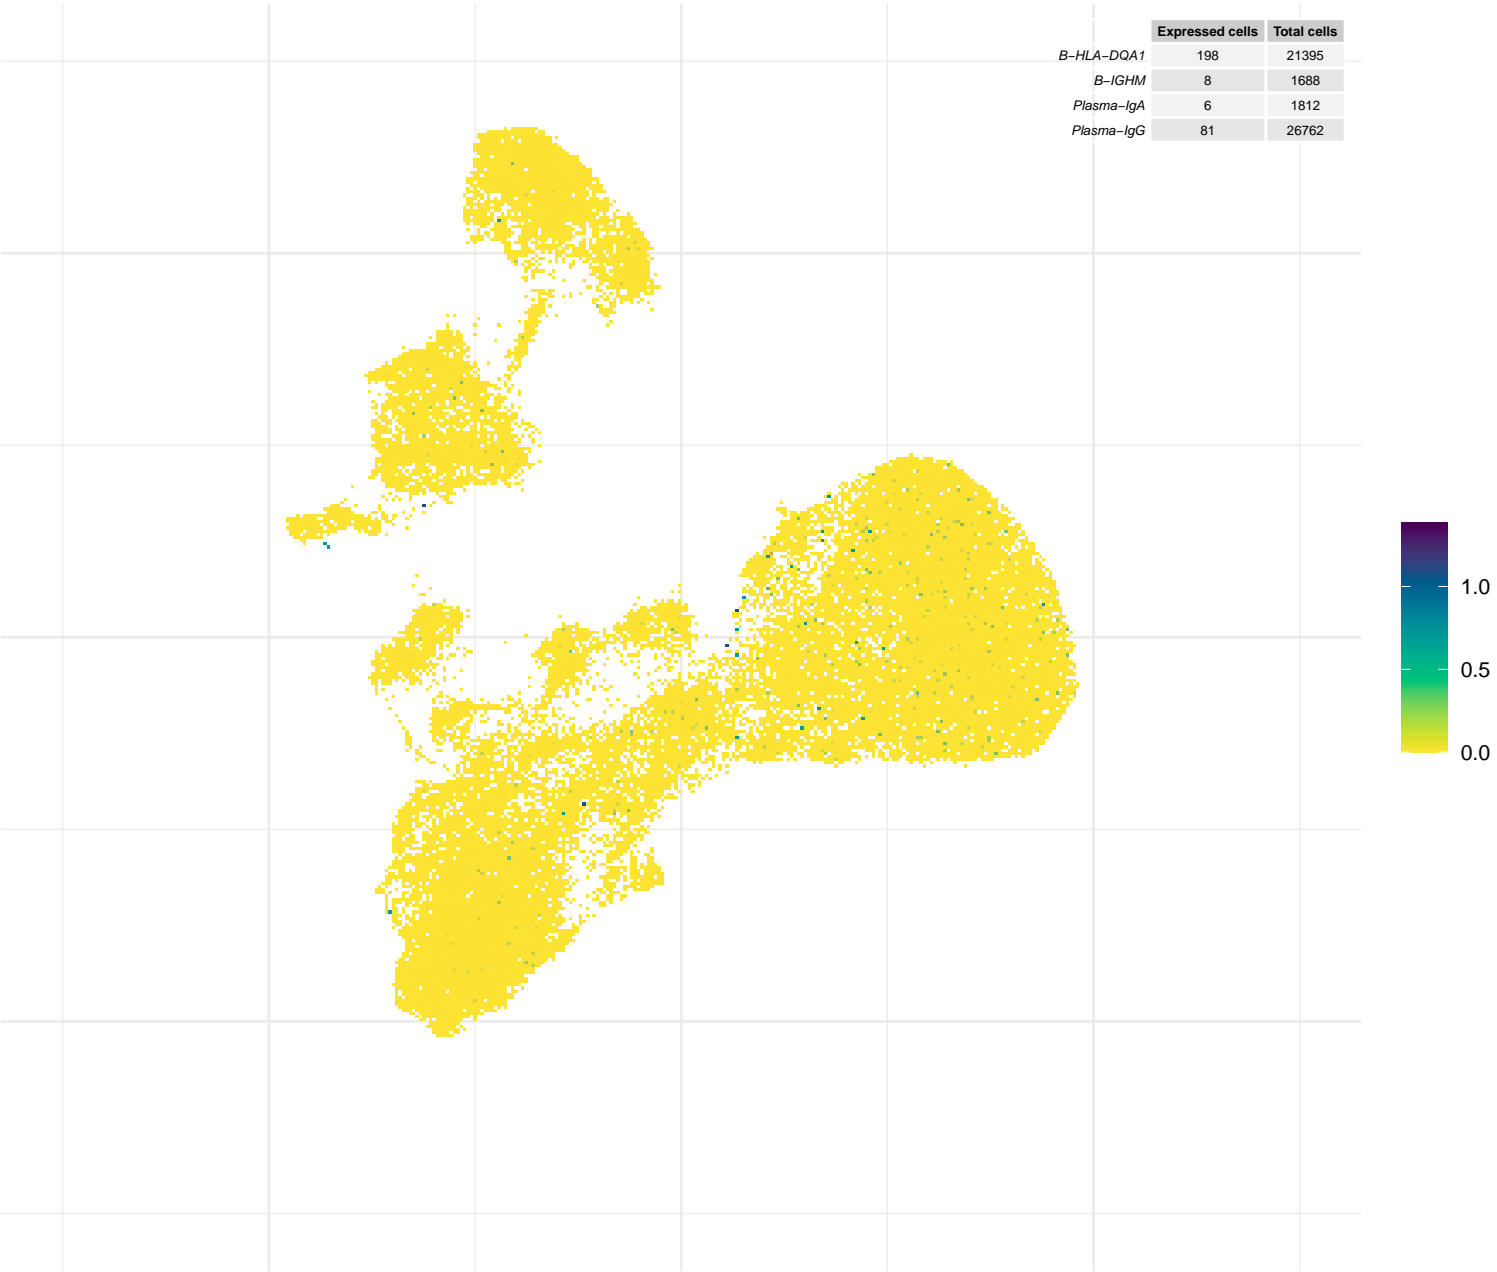 Expressed cells Total cells
B−HLA−DQA1 198 21395
B−IGHM 8 1688
Plasma−IgA 6 1812
Plasma−IgG 81 26762
1.0
0.5
0.0